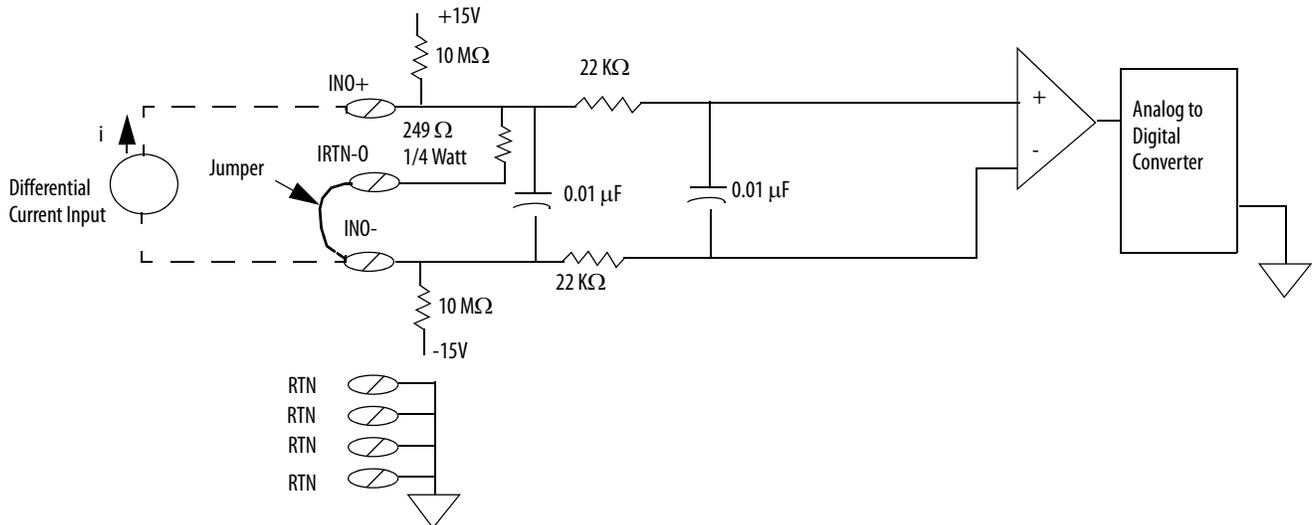 +15V
10 MΩ
22 KΩ
IN0+
i
249 Ω
1/4 Watt
IRTN-0
Jumper
Differential
Current Input
0.01 μF
0.01 μF
IN0-
22 KΩ
10 MΩ
-15V
+
-
Analog to
Digital
Converter
RTN
RTN
RTN
RTN